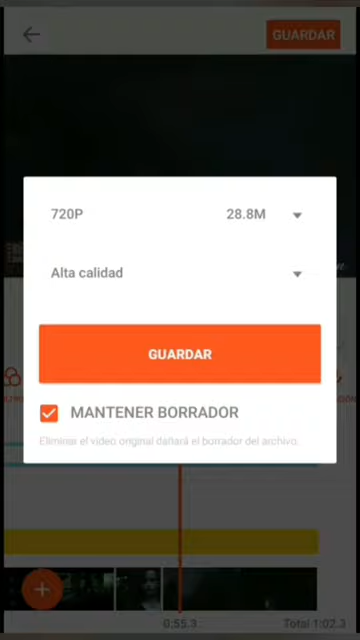 GUARDAR
720P 28.8M
Alta calidad
GUARDAR
MANTENER BORRADOR
Eliminar el video original dañará el borrador del archivo.
0:55.3 Total 1:02.3